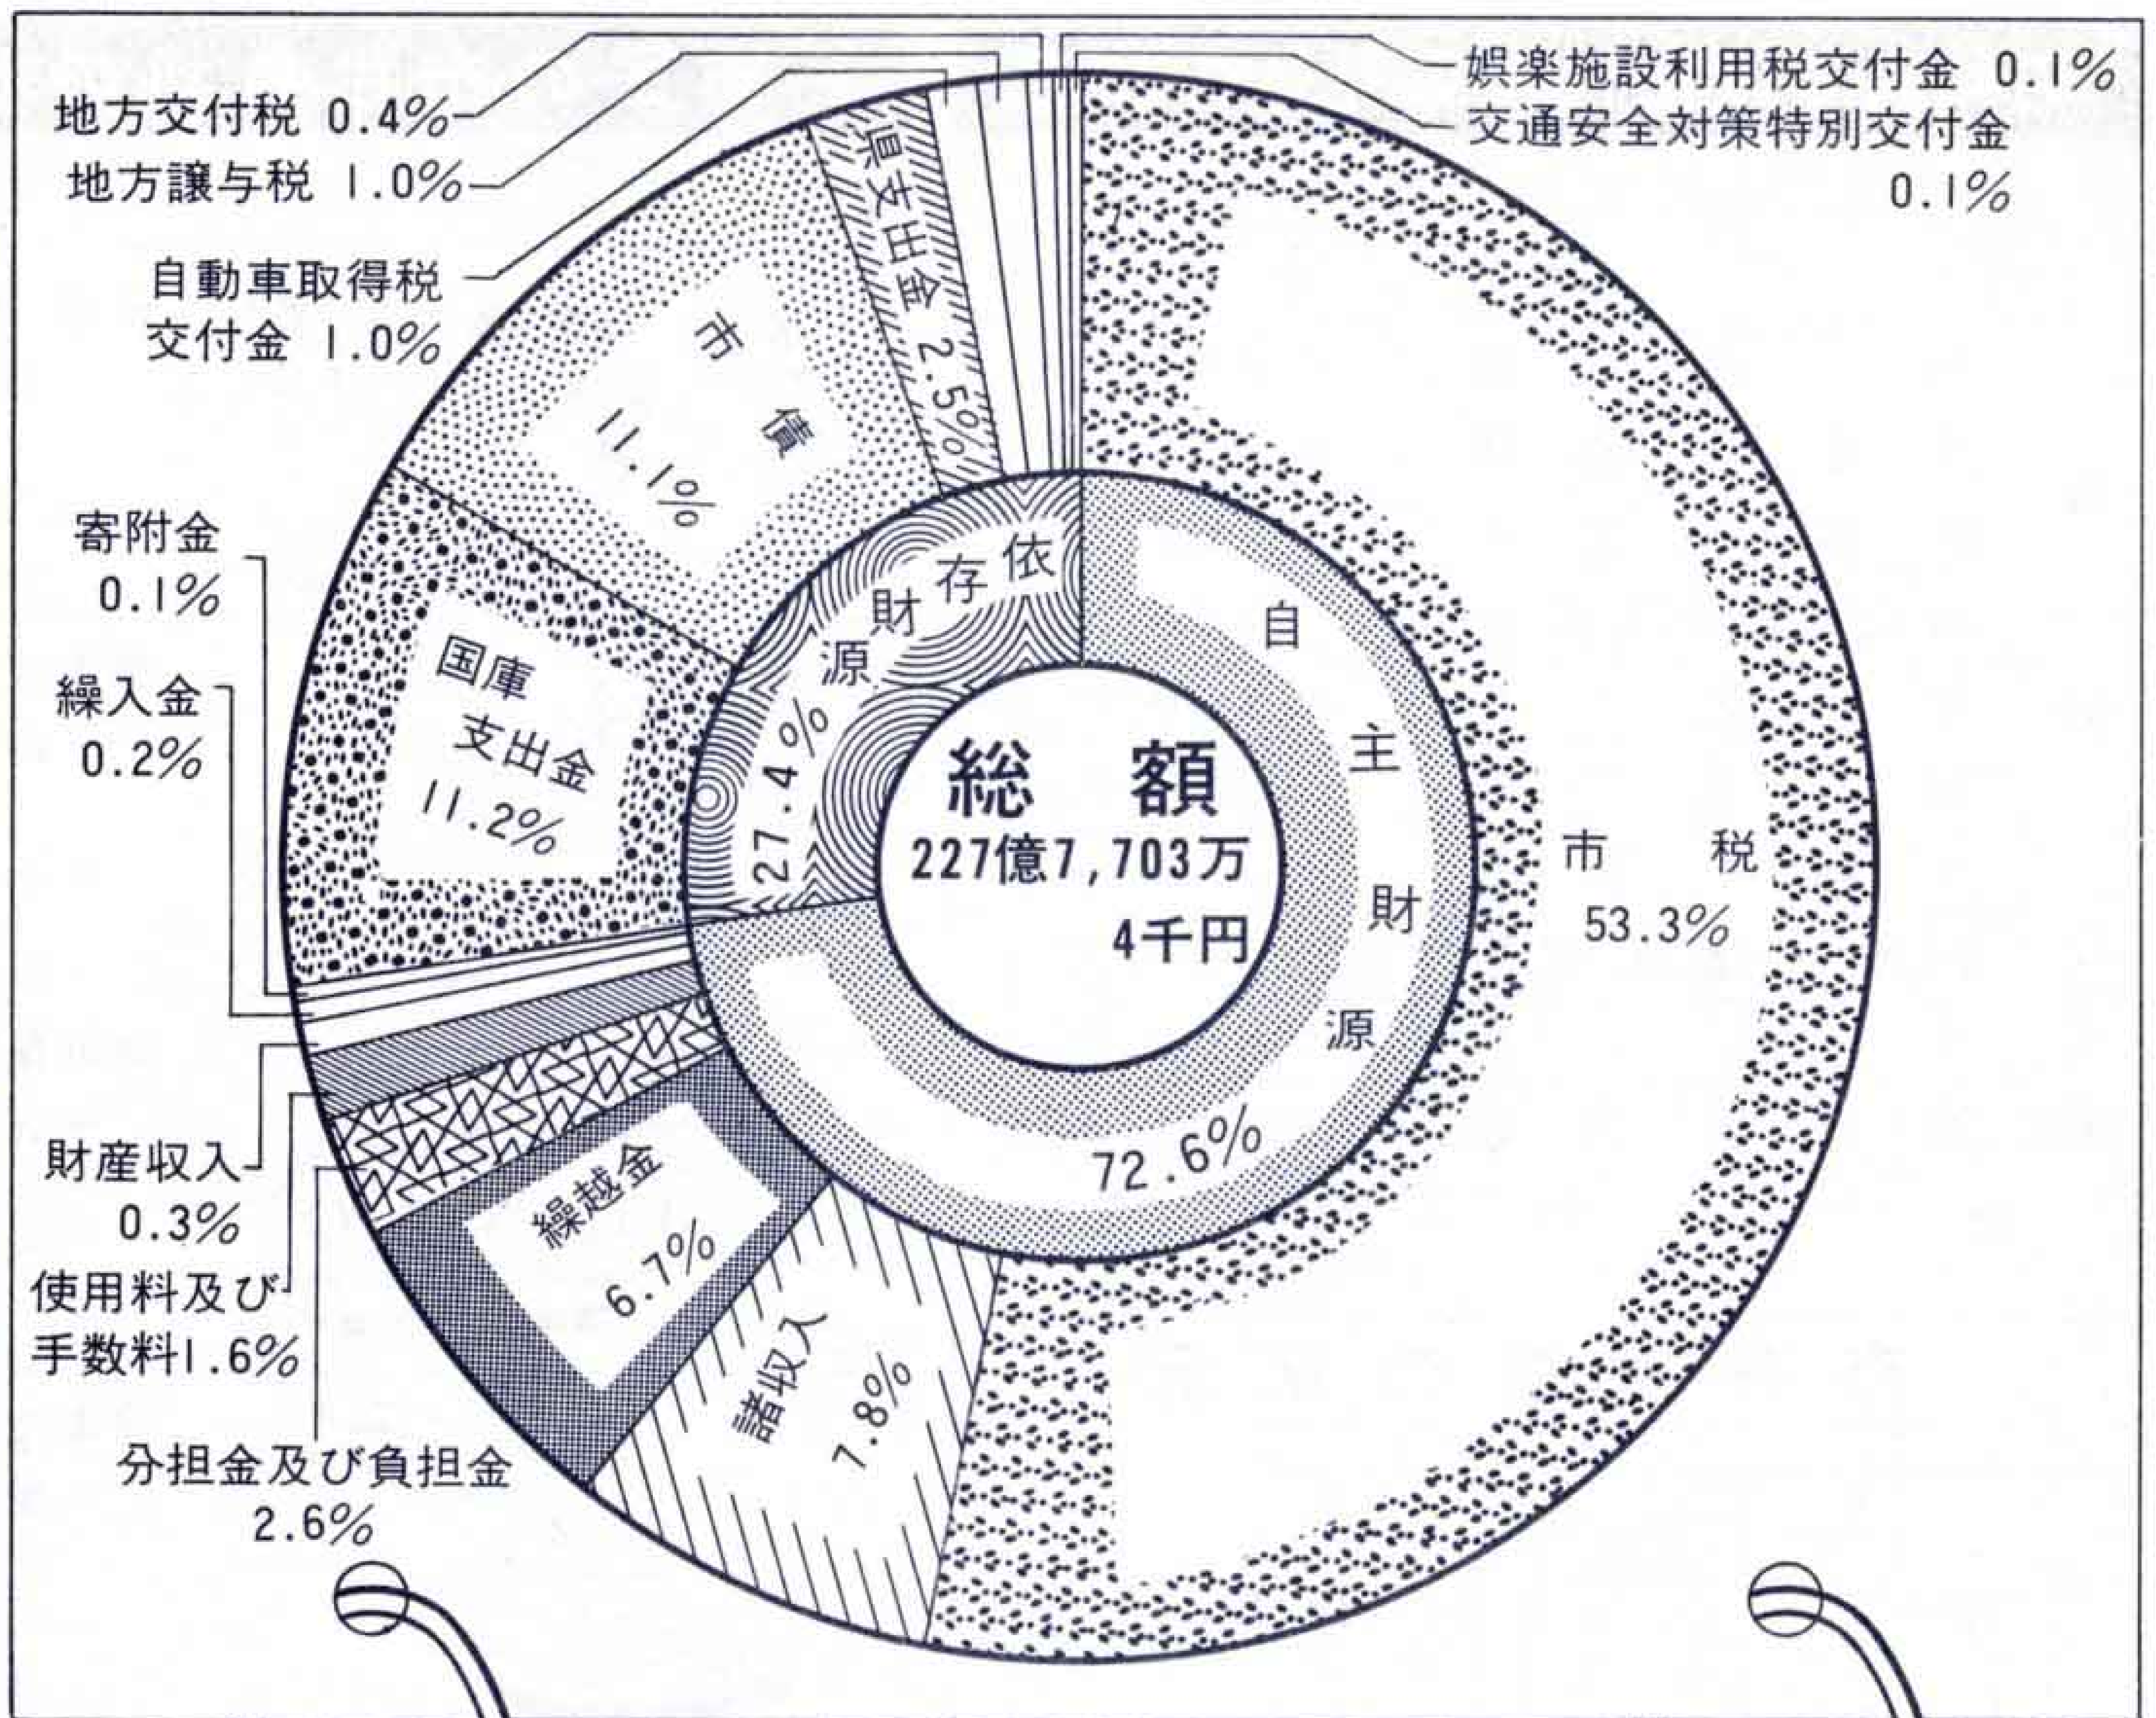 娯楽施設利用税交付金 0.1%
交通安全対策特別交付金
0.1%
地方交付税 0.4%
地方譲与税 1.0%
自動車取得税
交付金 1.0%
県支出金 2.5%
市債
11.1%
国庫
支出金
11.2%
寄附金
0.1%
繰入金
0.2%
財産収入
0.3%
使用料及び
手数料1.6%
分担金及び負担金
2.6%
繰越金
6.7%
諸収入
7.8%
市税
53.3%
依存財源
27.4%
自主財源
72.6%
総額
227億7,703万
4千円